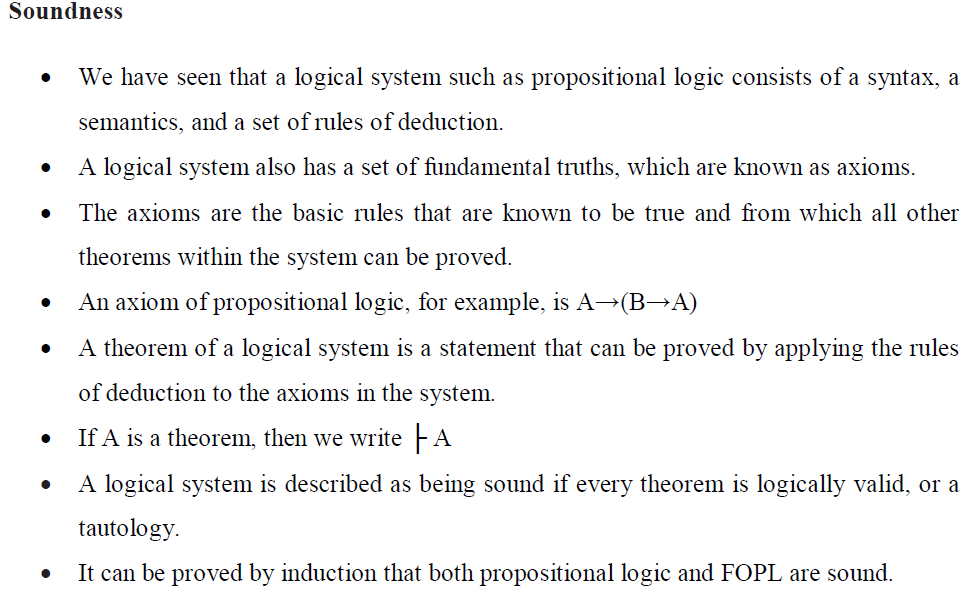 Soundness
• We have seen that a logical system such as propositional logic consists of a syntax, a
semantics, and a set of rules of deduction.
• A logical system also has a set of fundamental truths, which are known as axioms.
• The axioms are the basic rules that are known to be true and from which all other
theorems within the system can be proved.
• An axiom of propositional logic, for example, is A→(B→A)
• A theorem of a logical system is a statement that can be proved by applying the rules
of deduction to the axioms in the system.
• If A is a theorem, then we write ├ A
• A logical system is described as being sound if every theorem is logically valid, or a
tautology.
• It can be proved by induction that both propositional logic and FOPL are sound.